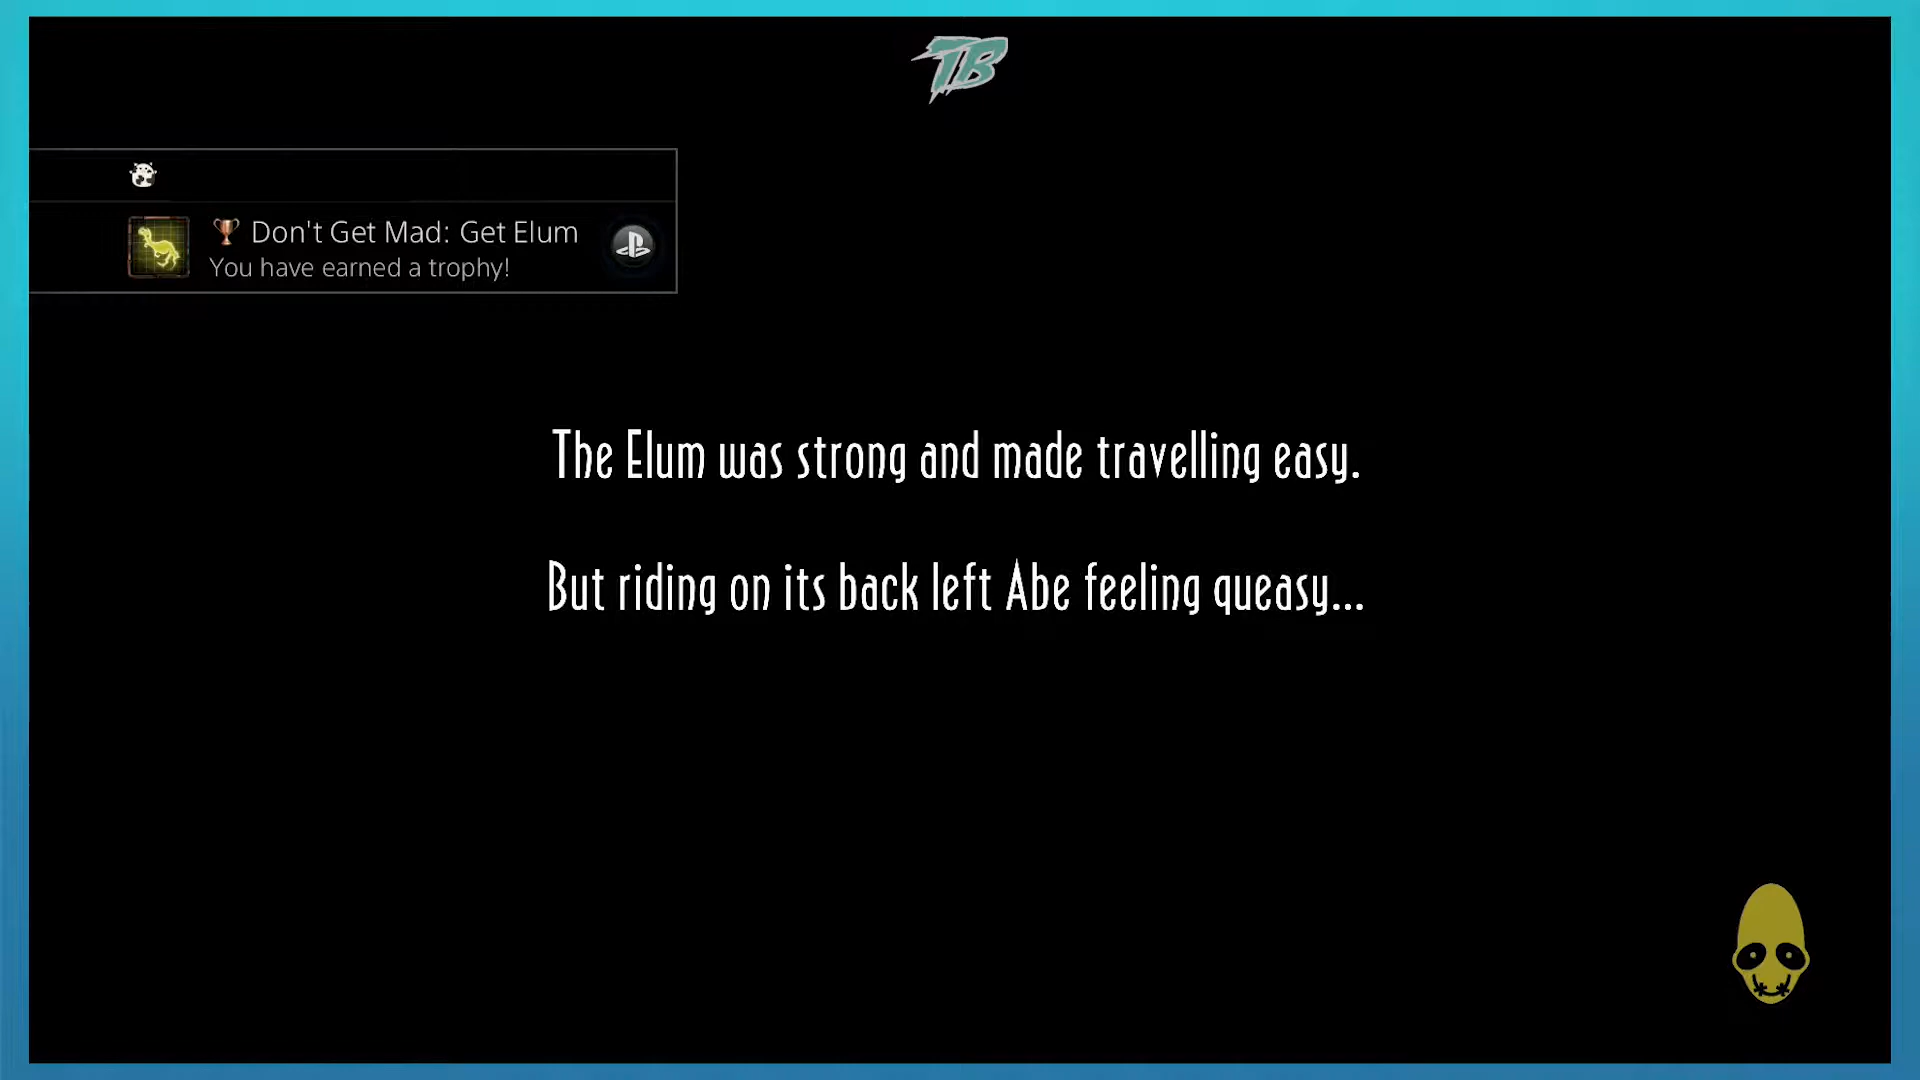 TB
Don't Get Mad: Get Elum
You have earned a trophy!
The Elum was strong and made travelling easy.
But riding on its back left Abe feeling queasy...